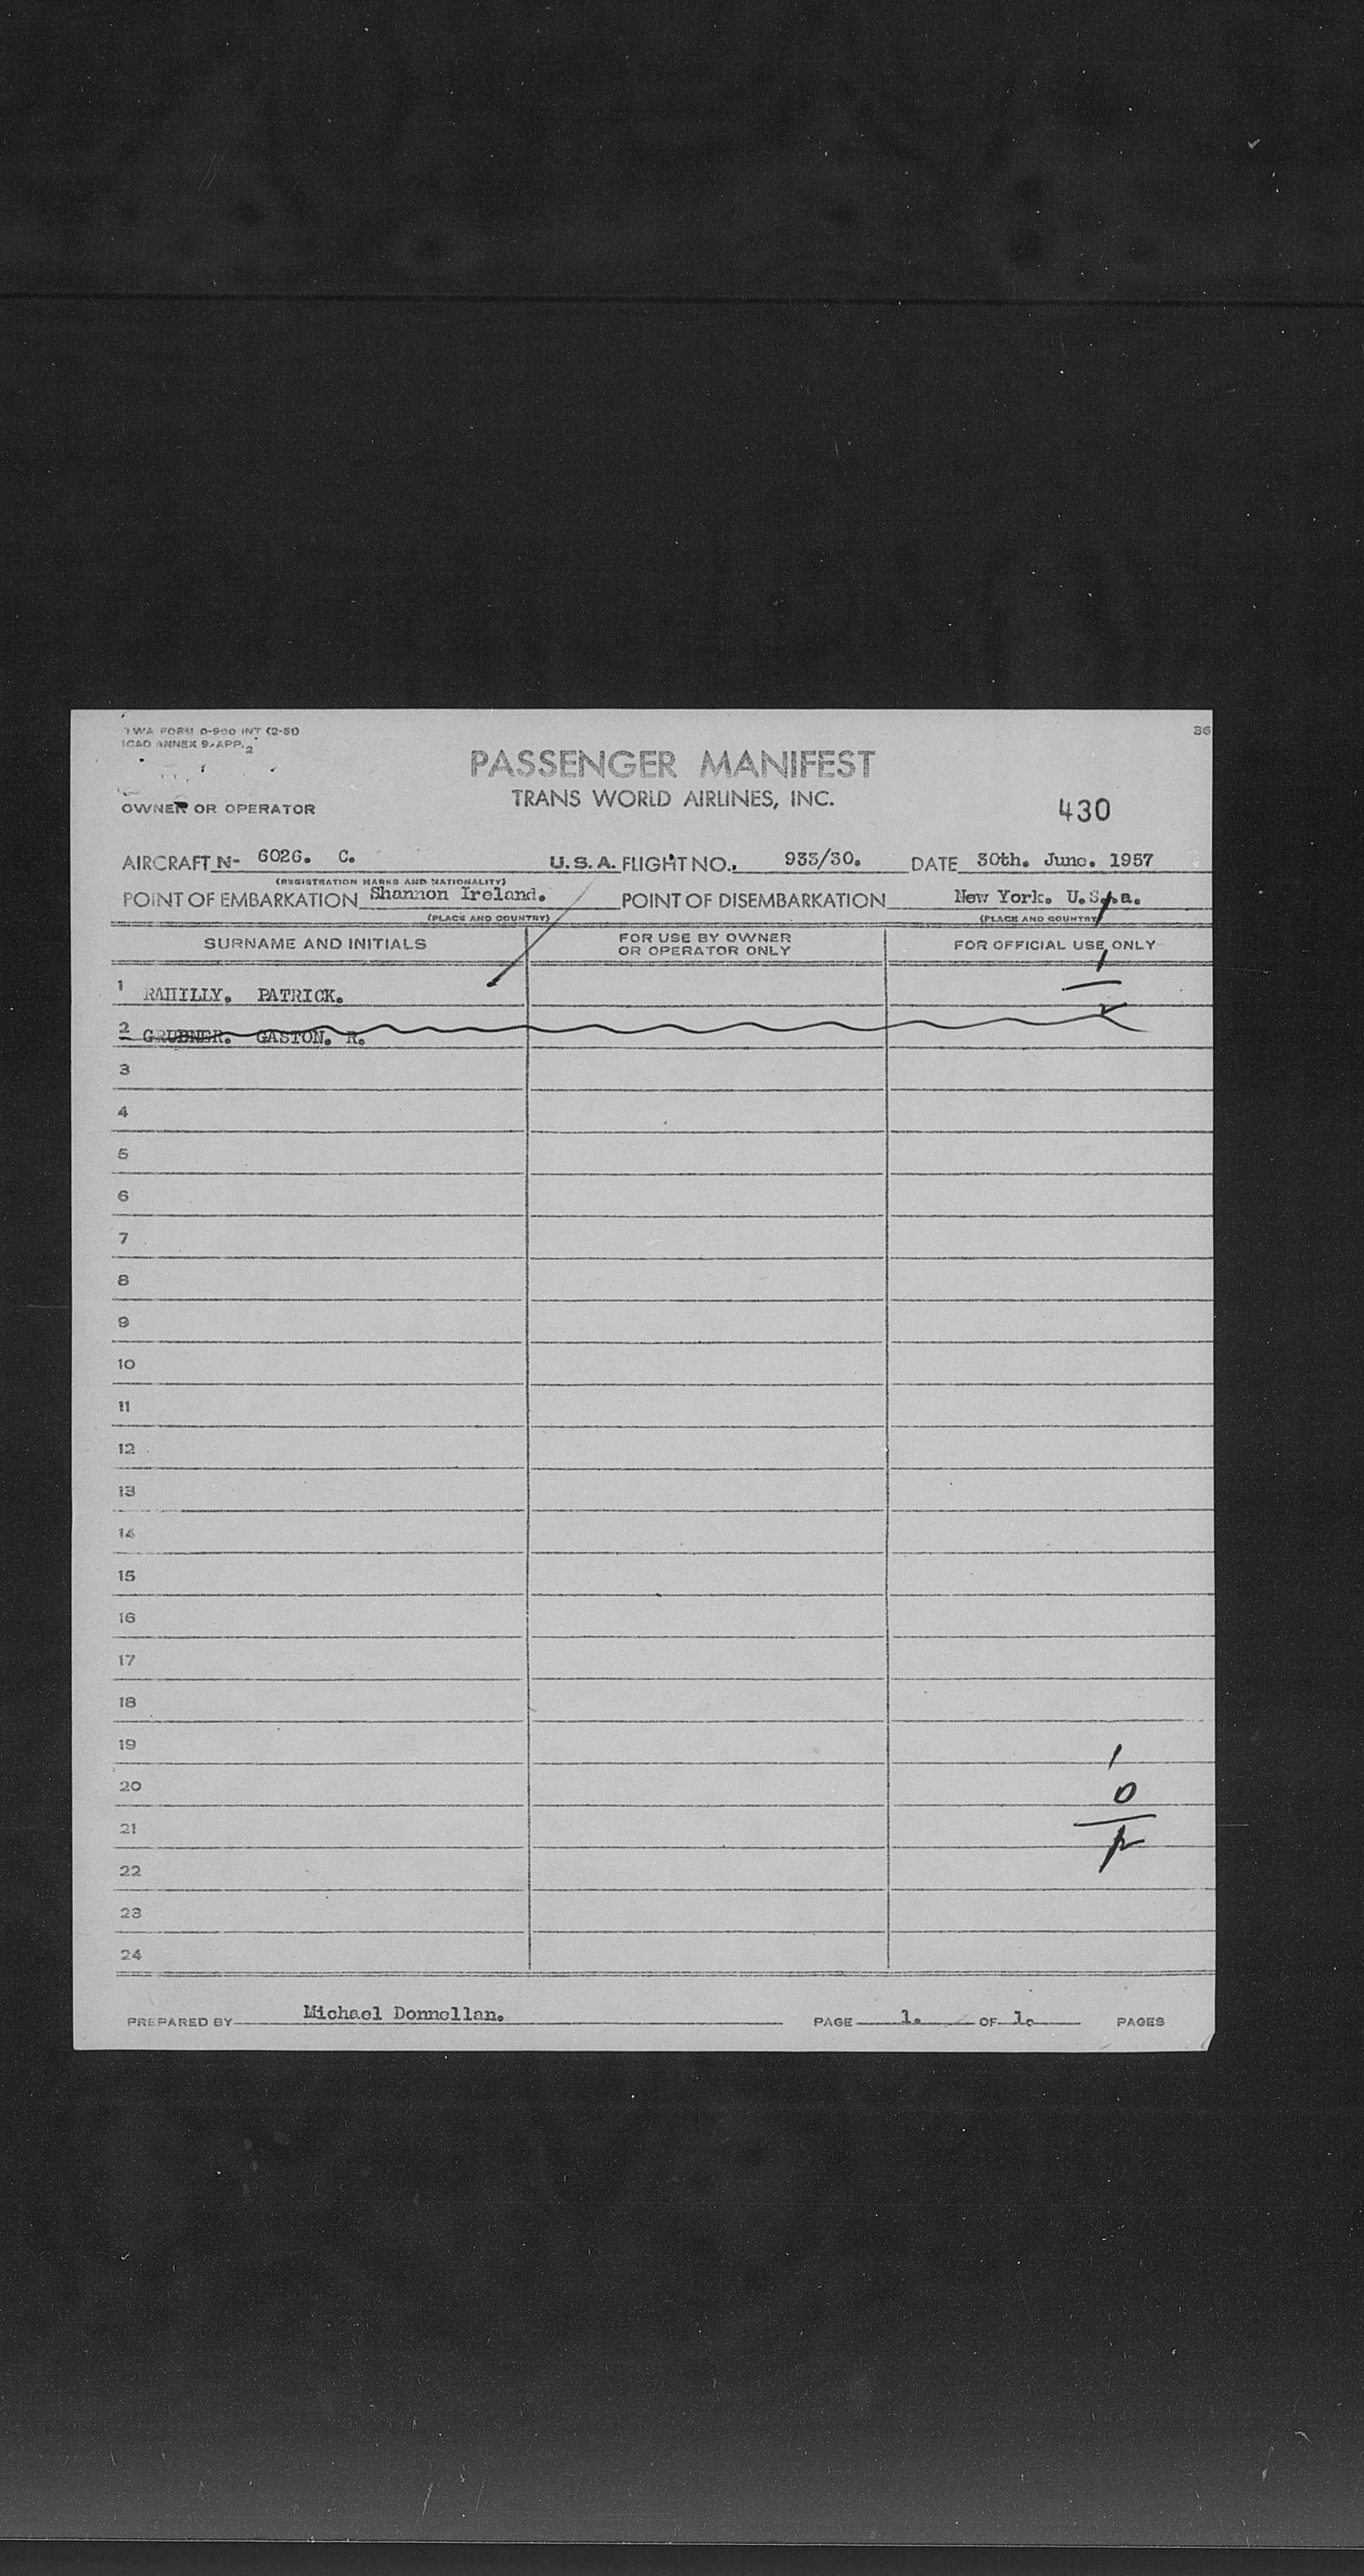 TWA FORM O-900 INT (2-51)
ICAO ANNEX 9-APP. 2
36
PASSENGER MANIFEST
OWNER OR OPERATOR
TRANS WORLD AIRLINES, INC.
430
AIRCRAFT N- 6026. C. U.S.A. FLIGHT NO. 933/30. DATE 30th. June. 1957
(REGISTRATION MARKS AND NATIONALITY)
POINT OF EMBARKATION Shannon Ireland. POINT OF DISEMBARKATION New York. U.S.a.
(PLACE AND COUNTRY) (PLACE AND COUNTRY)
SURNAME AND INITIALS FOR USE BY OWNER OR OPERATOR ONLY FOR OFFICIAL USE ONLY
1 RAHILLY. PATRICK.
2 GRUBNER. GASTON. R.
3
4
5
6
7
8
9
10
11
12
13
14
15
16
17
18
19 1
20 0
21
22
23
24
PREPARED BY Michael Donnellan. PAGE 1. OF 1. PAGES